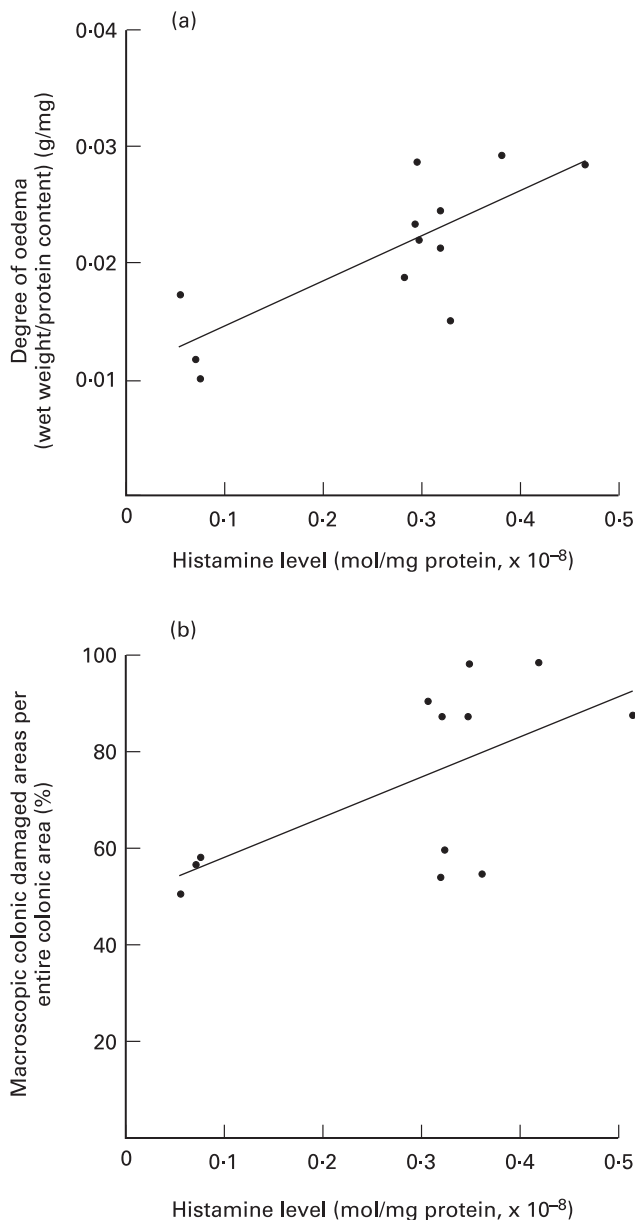 (a)
0·04
0·03
0·02
0·01
0
0·1
0·2
0·3
0·4
0·5
Degree of oedema
(wet weight/protein content) (g/mg)
Histamine level (mol/mg protein, x 10–8)
(b)
100
80
60
40
20
0
0·1
0·2
0·3
0·4
0·5
Macroscopic colonic damaged areas per
entire colonic area (%)
Histamine level (mol/mg protein, x 10–8)